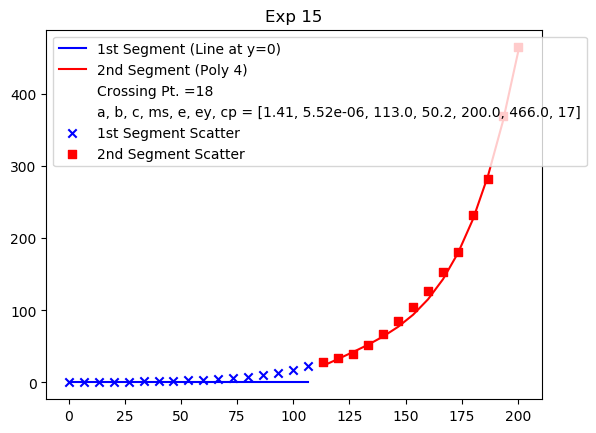 Exp 15
1st Segment (Line at y=0)
2nd Segment (Poly 4)
Crossing Pt. =18
a, b, c, ms, e, ey, cp = [1.41, 5.52e-06, 113.0, 50.2, 200.0, 466.0, 17]
1st Segment Scatter
2nd Segment Scatter
400
300
200
100
0
0 25 50 75 100 125 150 175 200